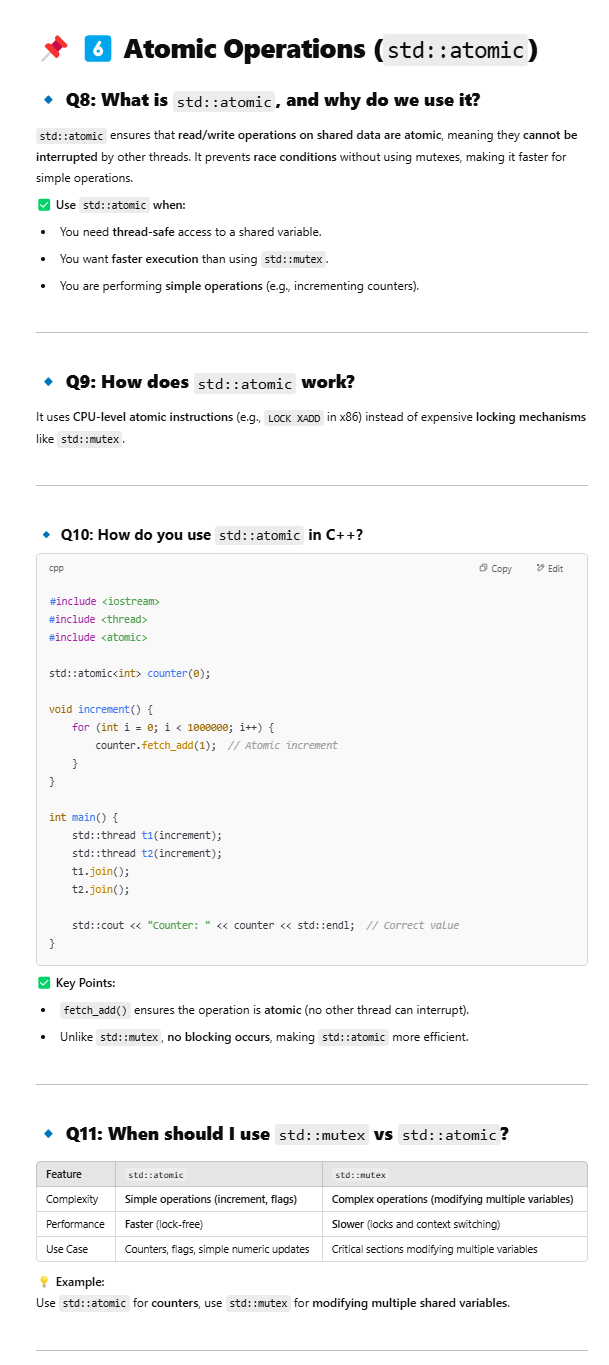 📌 6️⃣ Atomic Operations (std::atomic)
🔹 Q8: What is std::atomic, and why do we use it?
std::atomic ensures that read/write operations on shared data are atomic, meaning they cannot be
interrupted by other threads. It prevents race conditions without using mutexes, making it faster for
simple operations.
✅ Use std::atomic when:
• You need thread-safe access to a shared variable.
• You want faster execution than using std::mutex.
• You are performing simple operations (e.g., incrementing counters).
🔹 Q9: How does std::atomic work?
It uses CPU-level atomic instructions (e.g., LOCK XADD in x86) instead of expensive locking mechanisms
like std::mutex.
🔹 Q10: How do you use std::atomic in C++?
cpp Copy Edit
#include <iostream>
#include <thread>
#include <atomic>
std::atomic<int> counter(0);
void increment() {
    for (int i = 0; i < 1000000; i++) {
        counter.fetch_add(1);  // Atomic increment
    }
}
int main() {
    std::thread t1(increment);
    std::thread t2(increment);
    t1.join();
    t2.join();
    std::cout << "Counter: " << counter << std::endl;  // Correct value
}
✅ Key Points:
• fetch_add() ensures the operation is atomic (no other thread can interrupt).
• Unlike std::mutex, no blocking occurs, making std::atomic more efficient.
🔹 Q11: When should I use std::mutex vs std::atomic?
Feature std::atomic std::mutex
Complexity Simple operations (increment, flags) Complex operations (modifying multiple variables)
Performance Faster (lock-free) Slower (locks and context switching)
Use Case Counters, flags, simple numeric updates Critical sections modifying multiple variables
💡 Example:
Use std::atomic for counters, use std::mutex for modifying multiple shared variables.